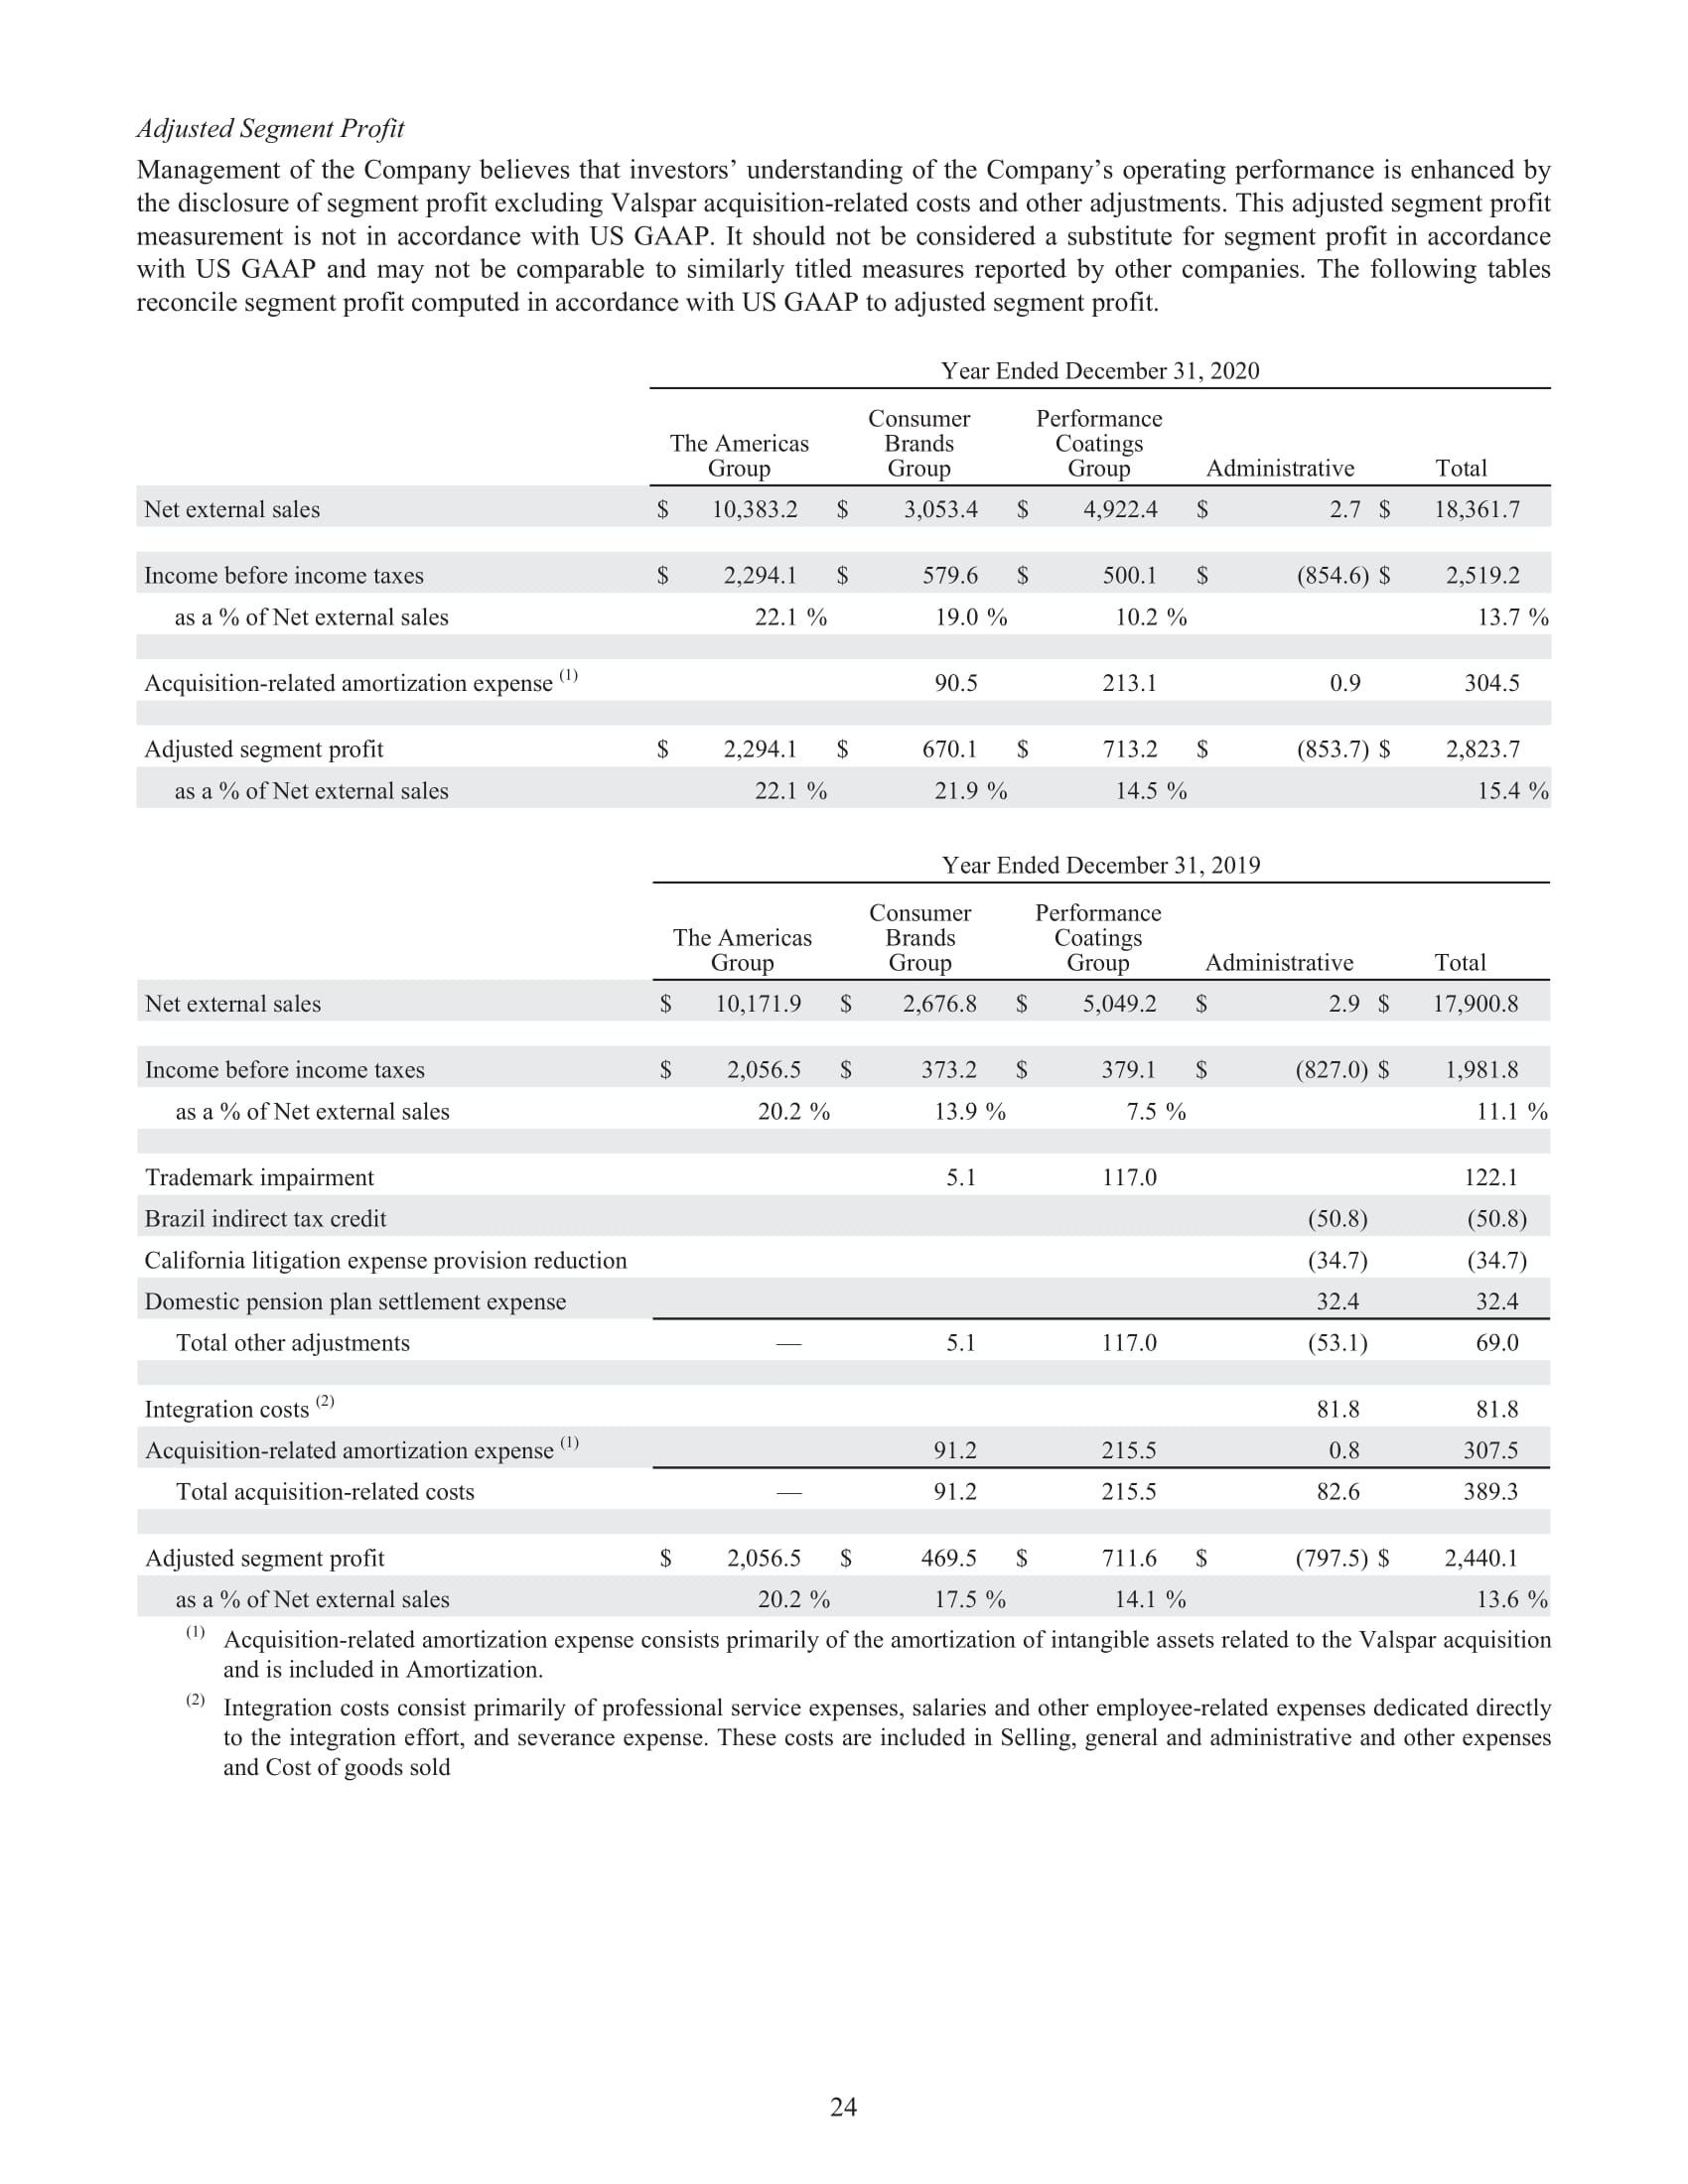 Adjusted Segment Profit
Management of the Company believes that investors’ understanding of the Company’s operating performance is enhanced by
the disclosure of segment profit excluding Valspar acquisition-related costs and other adjustments. This adjusted segment profit
measurement is not in accordance with US GAAP. It should not be considered a substitute for segment profit in accordance
with US GAAP and may not be comparable to similarly titled measures reported by other companies. The following tables
reconcile segment profit computed in accordance with US GAAP to adjusted segment profit.
Year Ended December 31, 2020
The Americas Group Consumer Brands Group Performance Coatings Group Administrative Total
Net external sales $ 10,383.2 $ 3,053.4 $ 4,922.4 $ 2.7 $ 18,361.7
Income before income taxes $ 2,294.1 $ 579.6 $ 500.1 $ (854.6) $ 2,519.2
as a % of Net external sales 22.1 % 19.0 % 10.2 % 13.7 %
Acquisition-related amortization expense (1) 90.5 213.1 0.9 304.5
Adjusted segment profit $ 2,294.1 $ 670.1 $ 713.2 $ (853.7) $ 2,823.7
as a % of Net external sales 22.1 % 21.9 % 14.5 % 15.4 %
Year Ended December 31, 2019
The Americas Group Consumer Brands Group Performance Coatings Group Administrative Total
Net external sales $ 10,171.9 $ 2,676.8 $ 5,049.2 $ 2.9 $ 17,900.8
Income before income taxes $ 2,056.5 $ 373.2 $ 379.1 $ (827.0) $ 1,981.8
as a % of Net external sales 20.2 % 13.9 % 7.5 % 11.1 %
Trademark impairment 5.1 117.0 122.1
Brazil indirect tax credit (50.8) (50.8)
California litigation expense provision reduction (34.7) (34.7)
Domestic pension plan settlement expense 32.4 32.4
Total other adjustments — 5.1 117.0 (53.1) 69.0
Integration costs (2) 81.8 81.8
Acquisition-related amortization expense (1) 91.2 215.5 0.8 307.5
Total acquisition-related costs — 91.2 215.5 82.6 389.3
Adjusted segment profit $ 2,056.5 $ 469.5 $ 711.6 $ (797.5) $ 2,440.1
as a % of Net external sales 20.2 % 17.5 % 14.1 % 13.6 %
(1) Acquisition-related amortization expense consists primarily of the amortization of intangible assets related to the Valspar acquisition
and is included in Amortization.
(2) Integration costs consist primarily of professional service expenses, salaries and other employee-related expenses dedicated directly
to the integration effort, and severance expense. These costs are included in Selling, general and administrative and other expenses
and Cost of goods sold
24